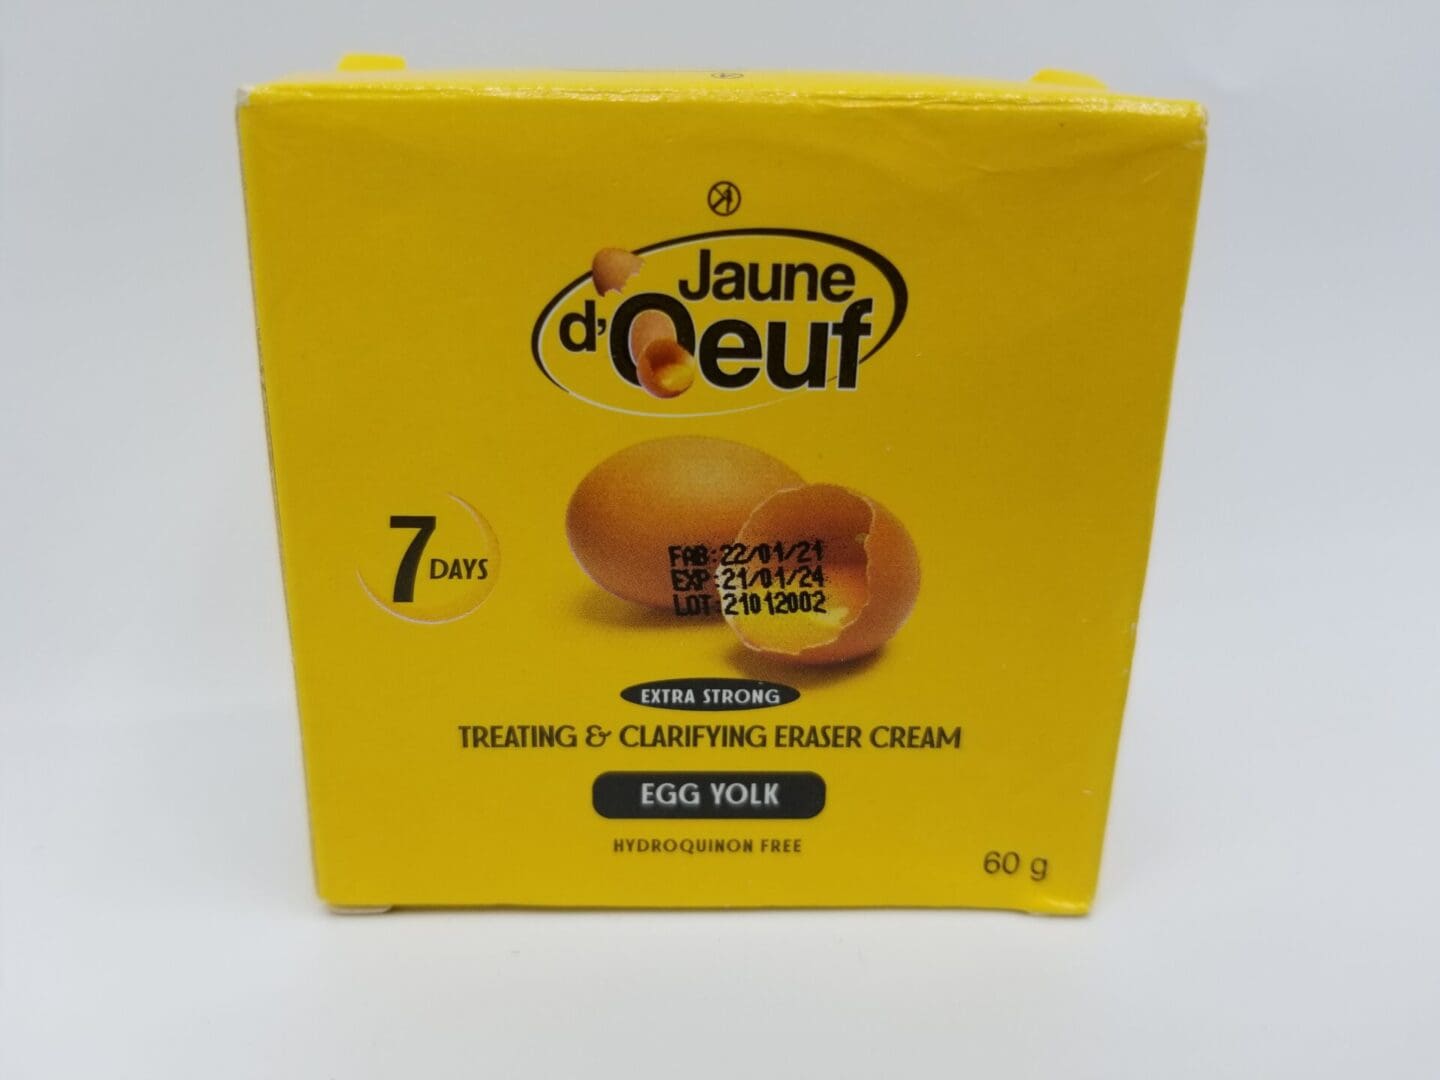 Jaune
d'Oeuf
7 DAYS
FAB:22/01/21
EXP:21/01/24
LOT:21012002
EXTRA STRONG
TREATING & CLARIFYING ERASER CREAM
EGG YOLK
HYDROQUINON FREE
60 g